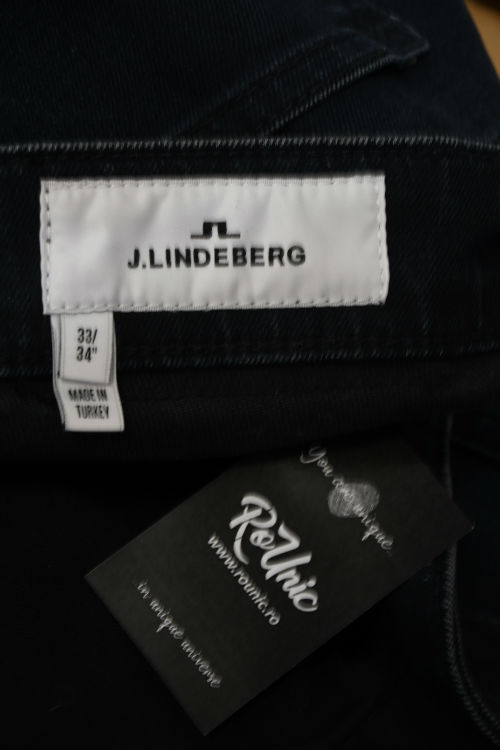 J.LINDEBERG
33/
34"
MADE IN
TURKEY
You are unique
RoUnic
www.rounic.ro
in unique universe